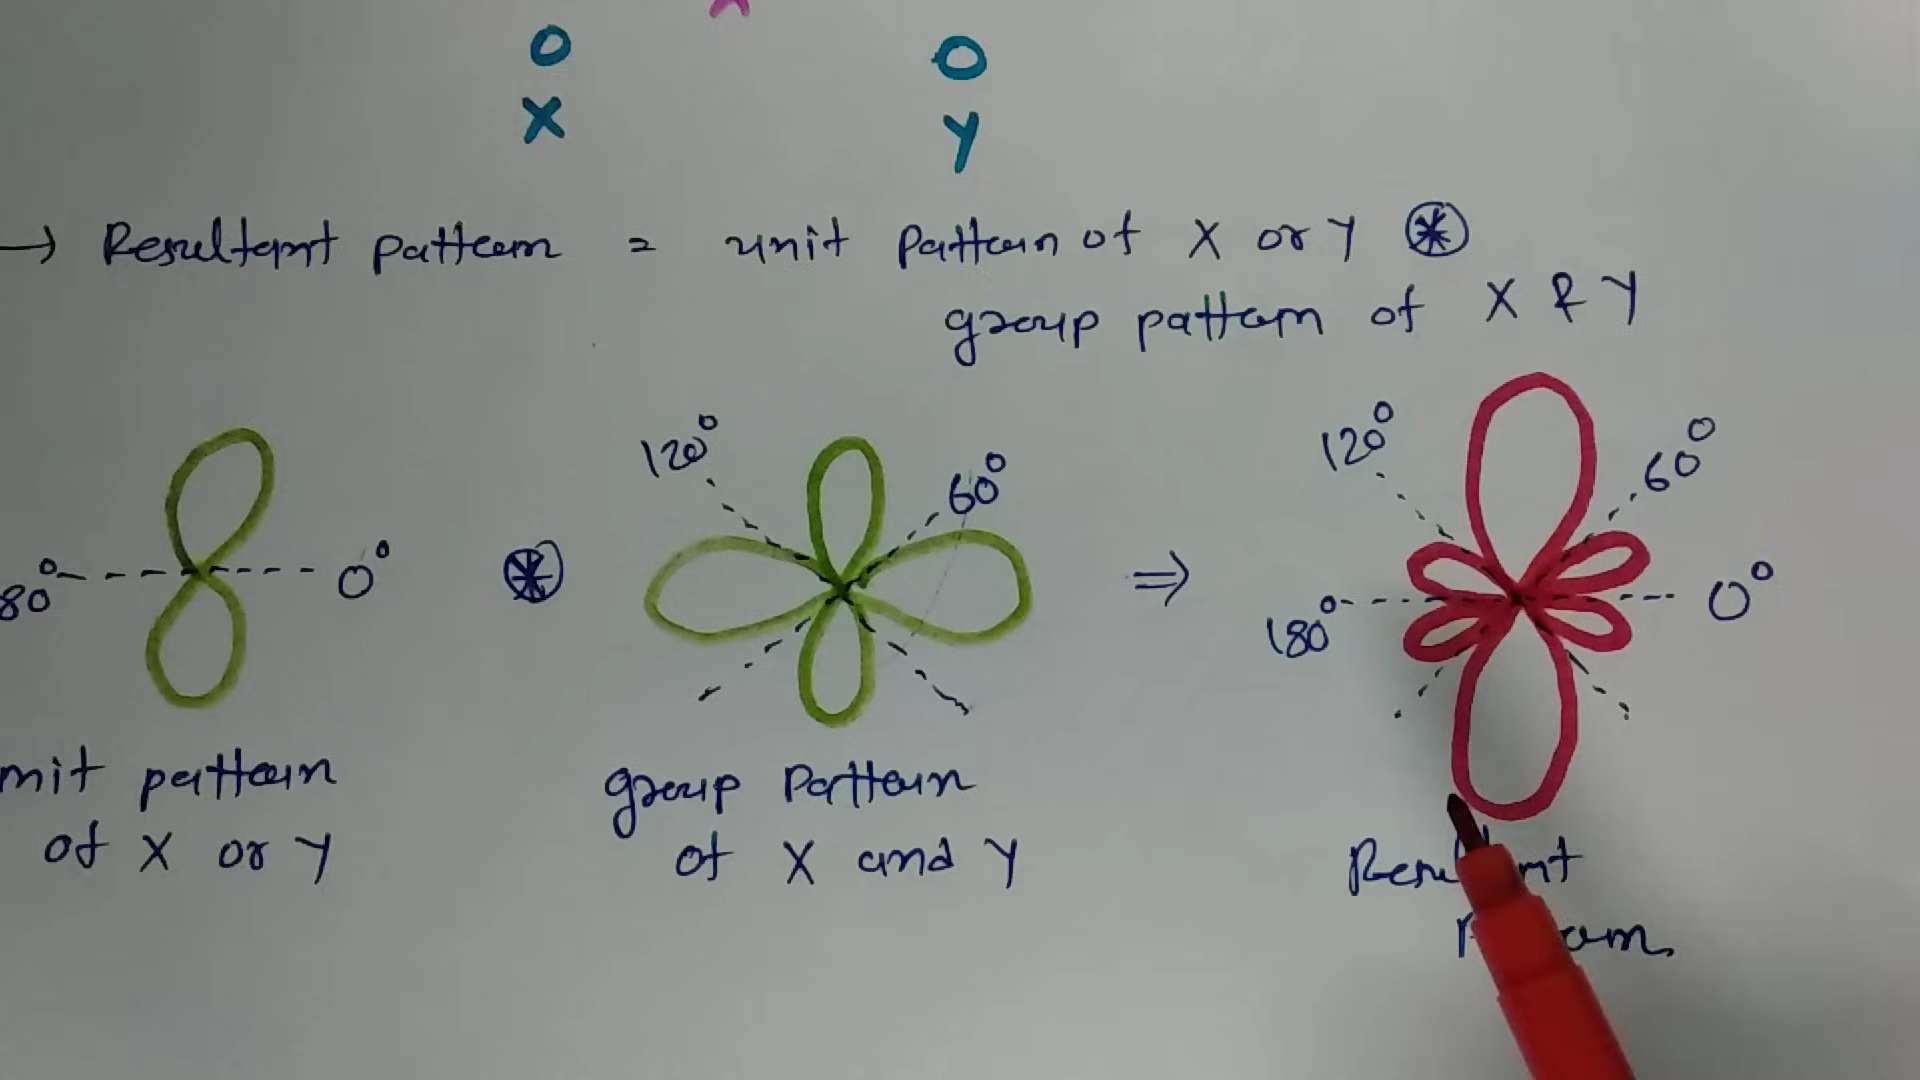 O O
X Y
→ Resultant pattern = unit pattern of X or Y ⊛
group pattern of X & Y
120° 60° 120° 60°
80° 0° ⊛ ⇒ 180° 0°
nit pattern
of X or Y
group pattern
of X and Y